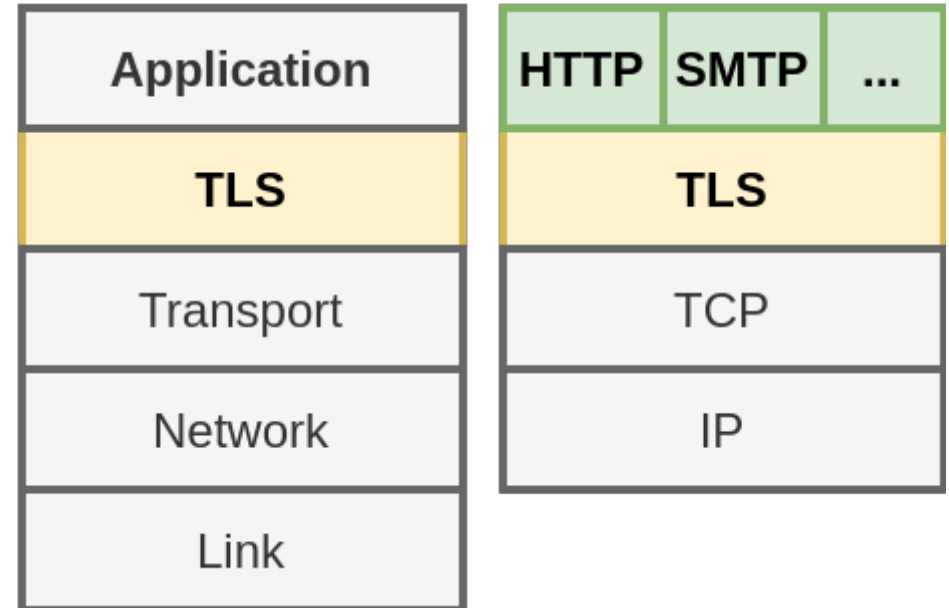 Application
TLS
Transport
Network
Link
HTTP SMTP ...
TLS
TCP
IP